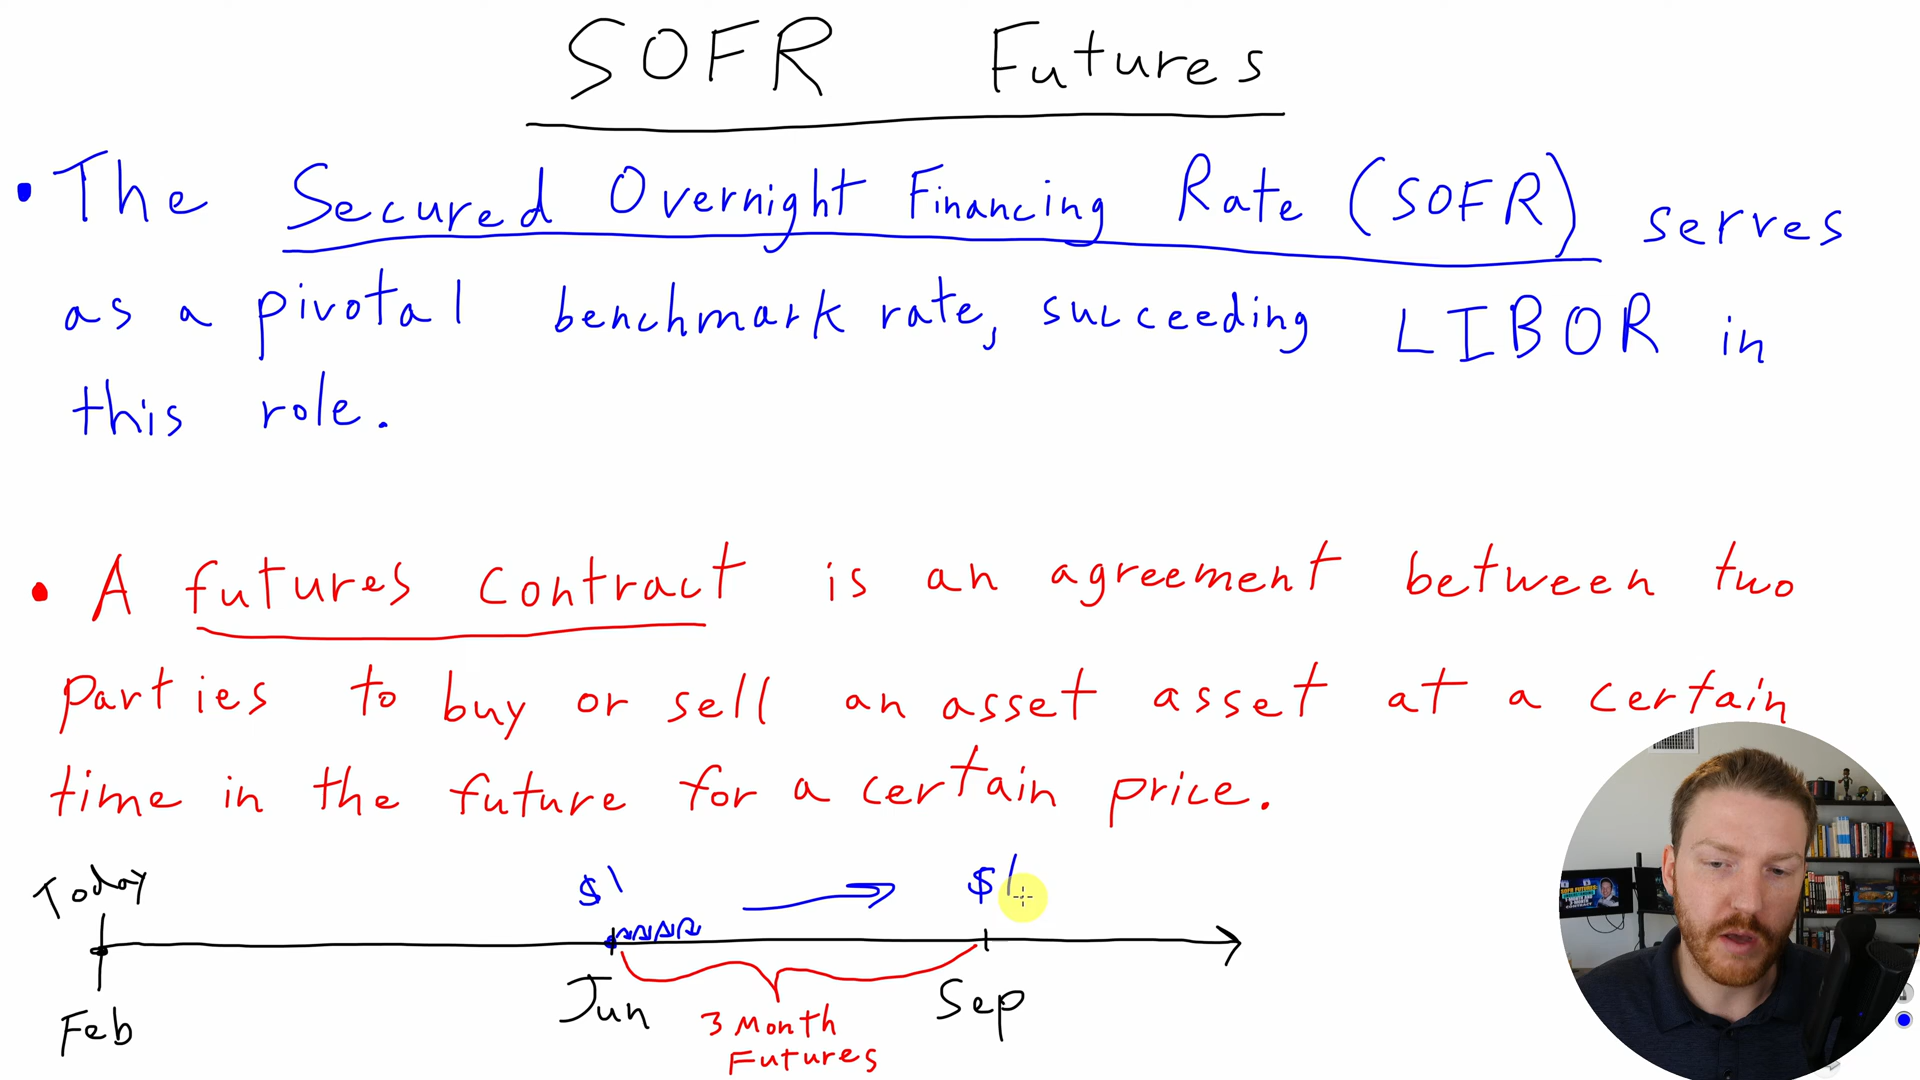 SOFR Futures
• The Secured Overnight Financing Rate (SOFR) serves
as a pivotal benchmark rate, succeeding LIBOR in
this role.
• A futures contract is an agreement between two
parties to buy or sell an asset asset at a certain
time in the future for a certain price.
Today
$1
$1
Feb
Jun
Sep
3 Month
Futures